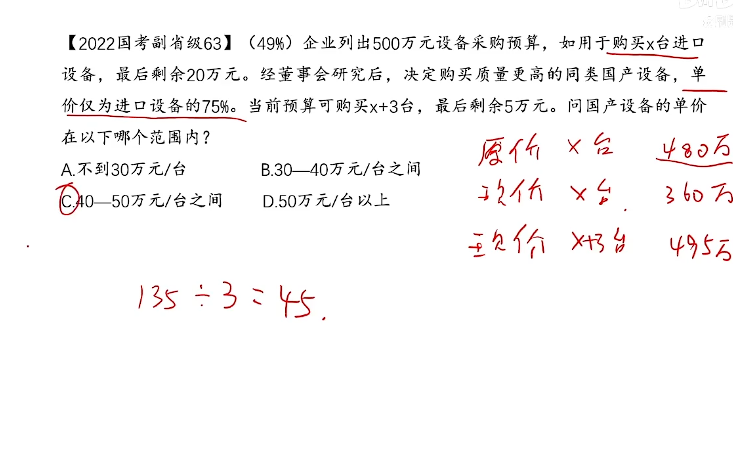 【2022国考副省级63】（49%）企业列出500万元设备采购预算，如用于购买x台进口
设备，最后剩余20万元。经董事会研究后，决定购买质量更高的同类国产设备，单
价仅为进口设备的75%。当前预算可购买x+3台，最后剩余5万元。问国产设备的单价
在以下哪个范围内？
A.不到30万元/台 B.30—40万元/台之间
C.40—50万元/台之间 D.50万元/台以上
原价 x台 480万
现价 x台 360万
现价 x+3台 495万
135÷3=45.